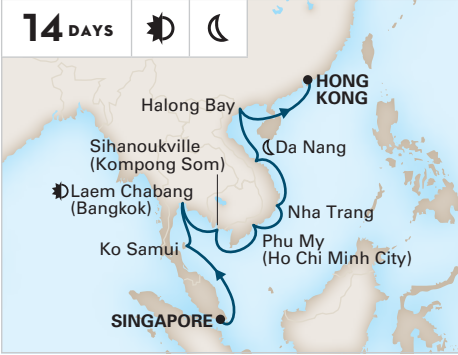 14 DAYS
HONG
KONG
Halong Bay
Da Nang
Sihanoukville
(Kompong Som)
Laem Chabang
(Bangkok)
Nha Trang
Ko Samui
Phu My
(Ho Chi Minh City)
SINGAPORE